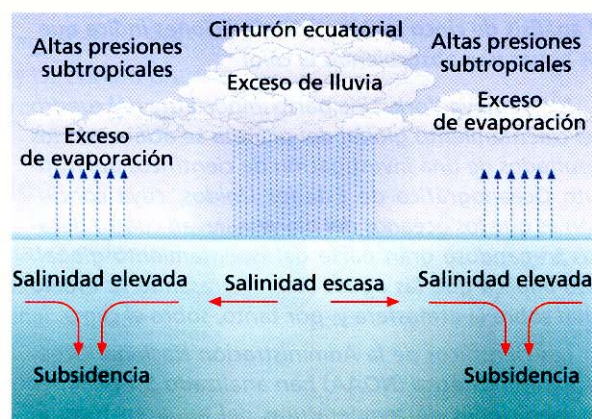 Altas presiones
subtropicales
Cinturón ecuatorial
Exceso de lluvia
Altas presiones
subtropicales
Exceso
de evaporación
Exceso
de evaporación
Salinidad elevada
Salinidad escasa
Salinidad elevada
Subsidencia
Subsidencia